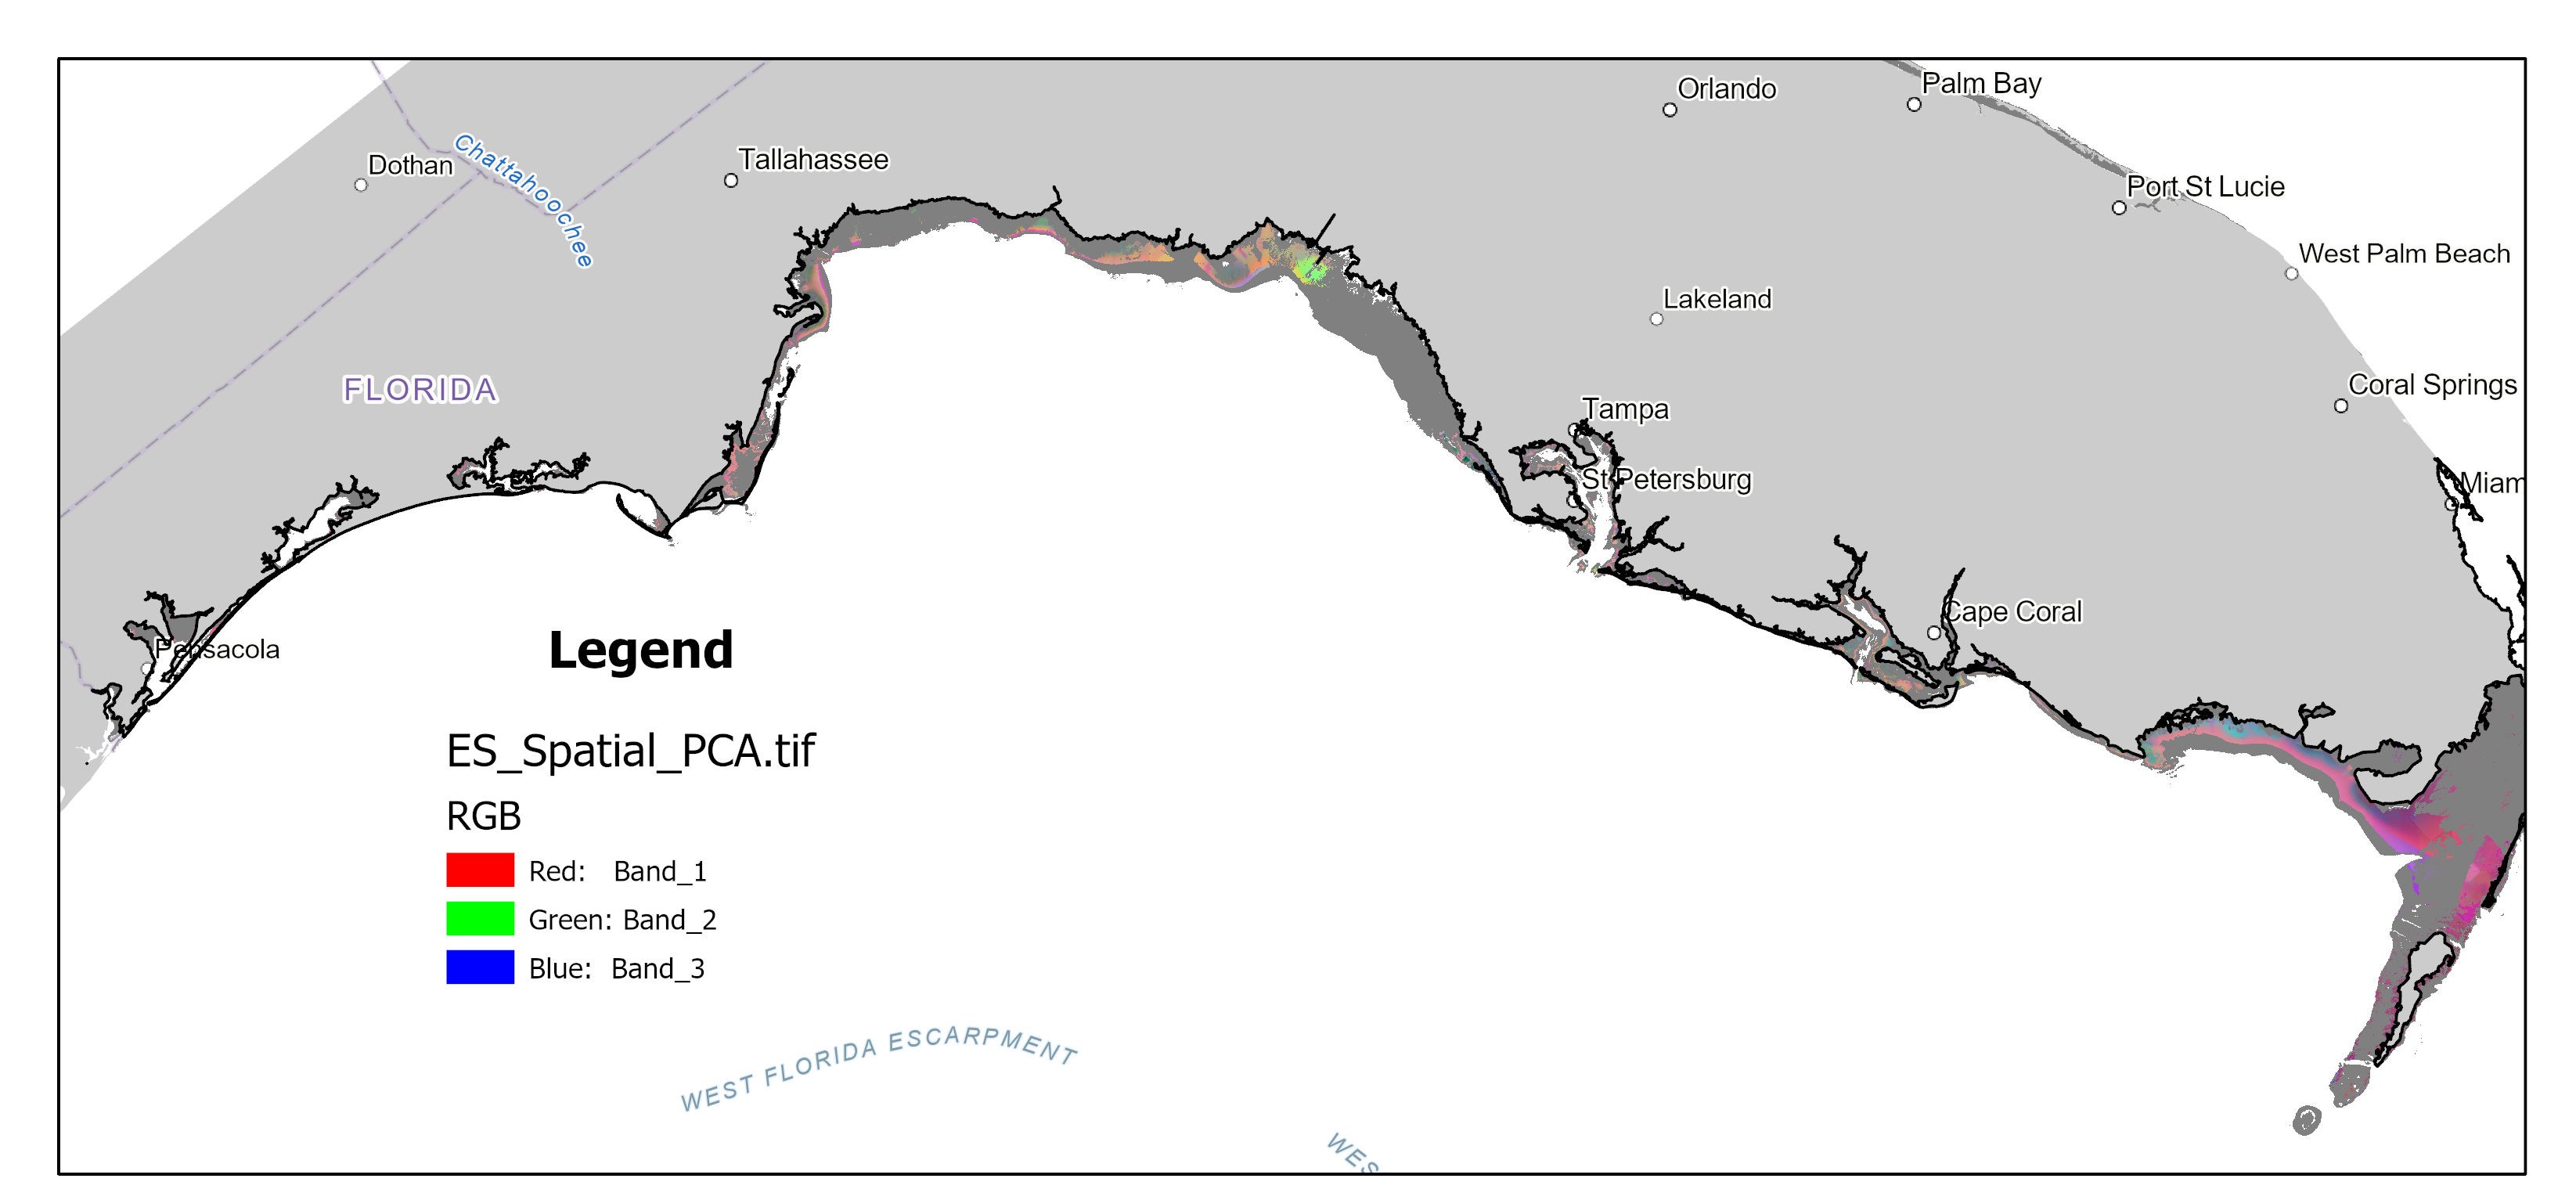 Pensacola
FLORIDA
Dothan
Chattahoochee
Tallahassee
Legend
ES_Spatial_PCA.tif
RGB
Red: Band_1
Green: Band_2
Blue: Band_3
WEST FLORIDA ESCARPMENT
WES
Tampa
St Petersburg
Lakeland
Orlando
Palm Bay
Cape Coral
Port St Lucie
West Palm Beach
Coral Springs
Miam